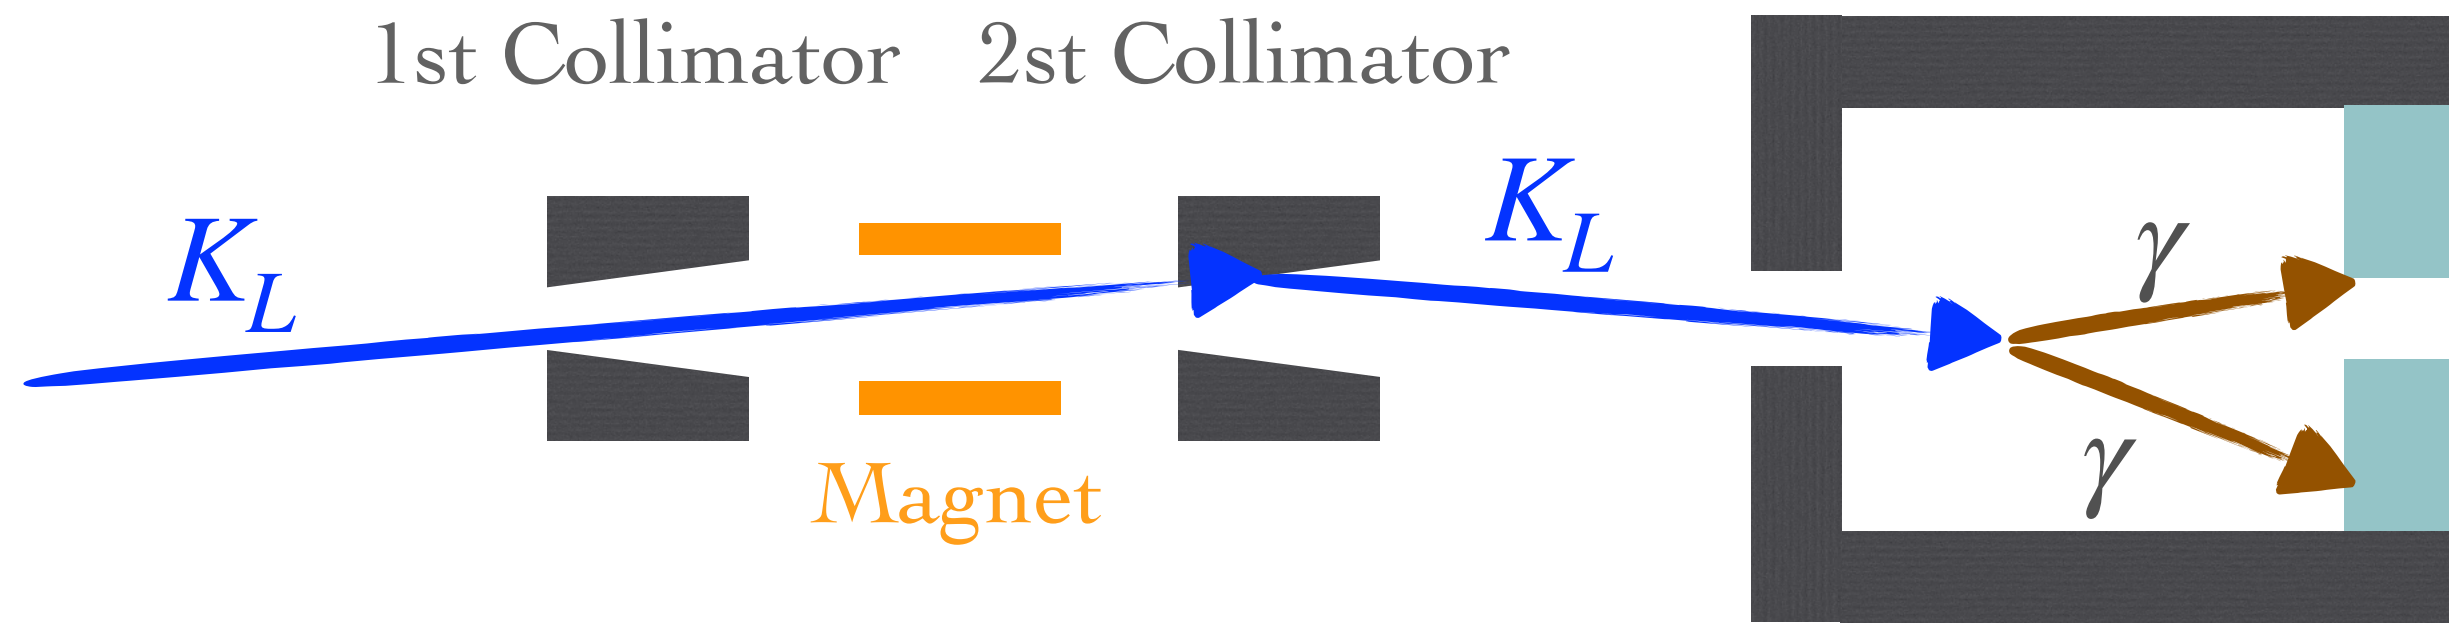 1st Collimator
2st Collimator
K_L
K_L
γ
γ
Magnet